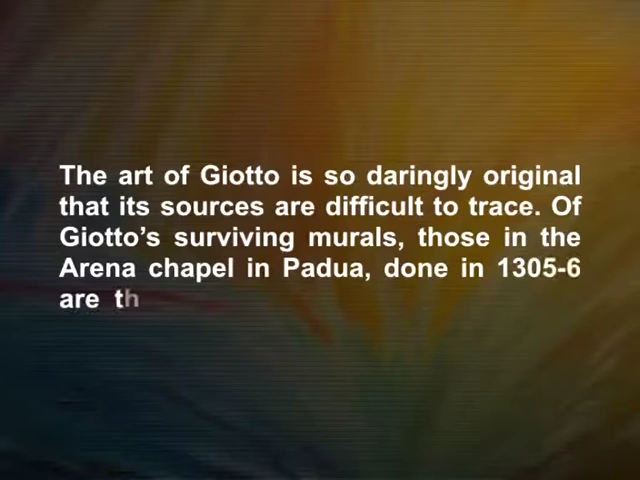 The art of Giotto is so daringly original
that its sources are difficult to trace. Of
Giotto’s surviving murals, those in the
Arena chapel in Padua, done in 1305-6
are th